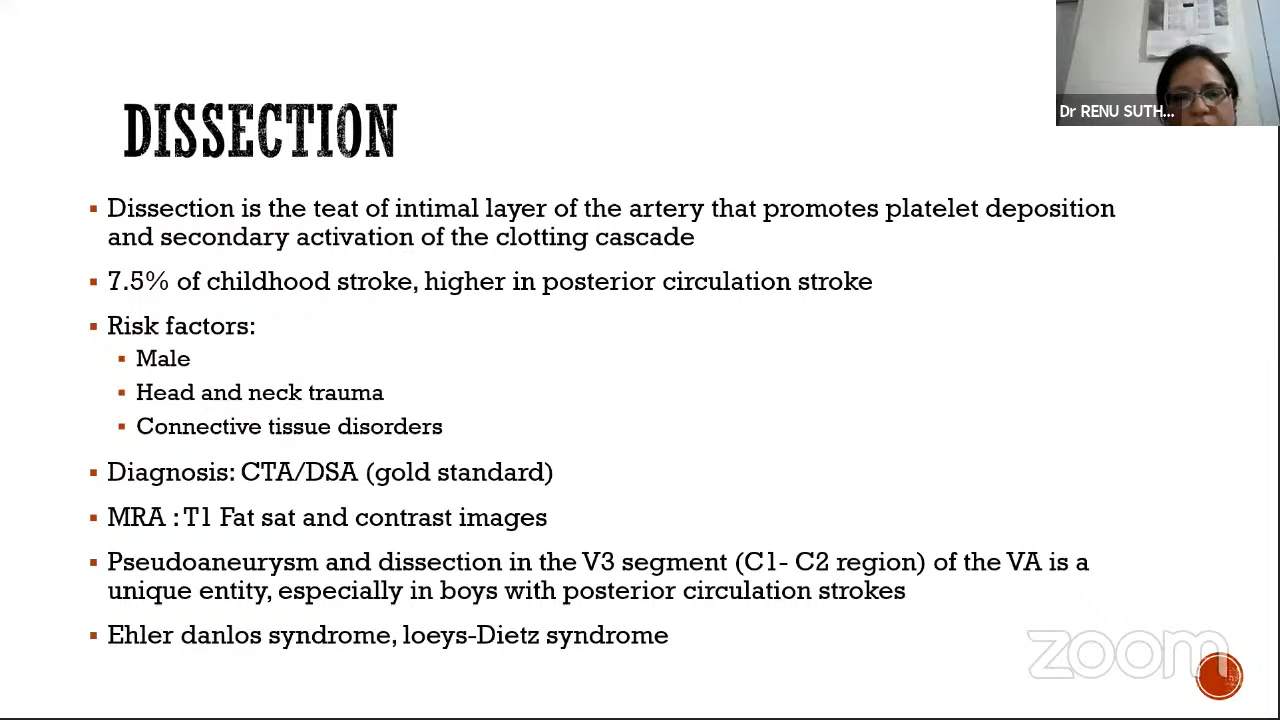 Dr RENU SUTH...
DISSECTION
Dissection is the teat of intimal layer of the artery that promotes platelet deposition
and secondary activation of the clotting cascade
7.5% of childhood stroke, higher in posterior circulation stroke
Risk factors:
Male
Head and neck trauma
Connective tissue disorders
Diagnosis: CTA/DSA (gold standard)
MRA : T1 Fat sat and contrast images
Pseudoaneurysm and dissection in the V3 segment (C1- C2 region) of the VA is a
unique entity, especially in boys with posterior circulation strokes
Ehler danlos syndrome, loeys-Dietz syndrome
zoom